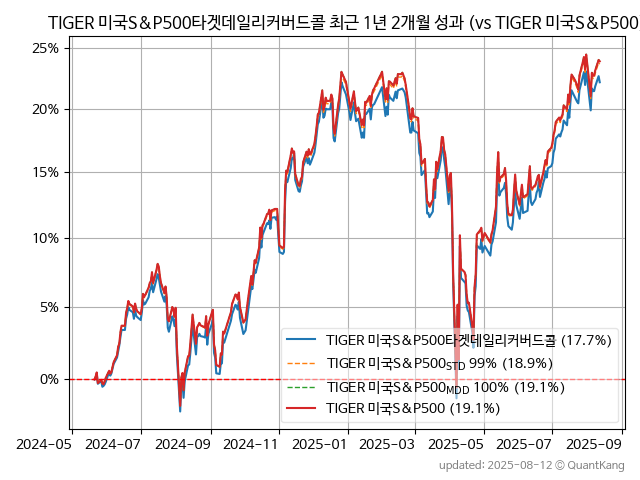 TIGER 미국S&P500타겟데일리커버드콜 최근 1년 2개월 성과 (vs TIGER 미국S&P500
25%
20%
15%
10%
5%
0%
TIGER 미국S&P500타겟데일리커버드콜 (17.7%)
TIGER 미국S&P500STD 99% (18.9%)
TIGER 미국S&P500MDD 100% (19.1%)
TIGER 미국S&P500 (19.1%)
2024-05 2024-07 2024-09 2024-11 2025-01 2025-03 2025-05 2025-07 2025-09
updated: 2025-08-12 © QuantKang